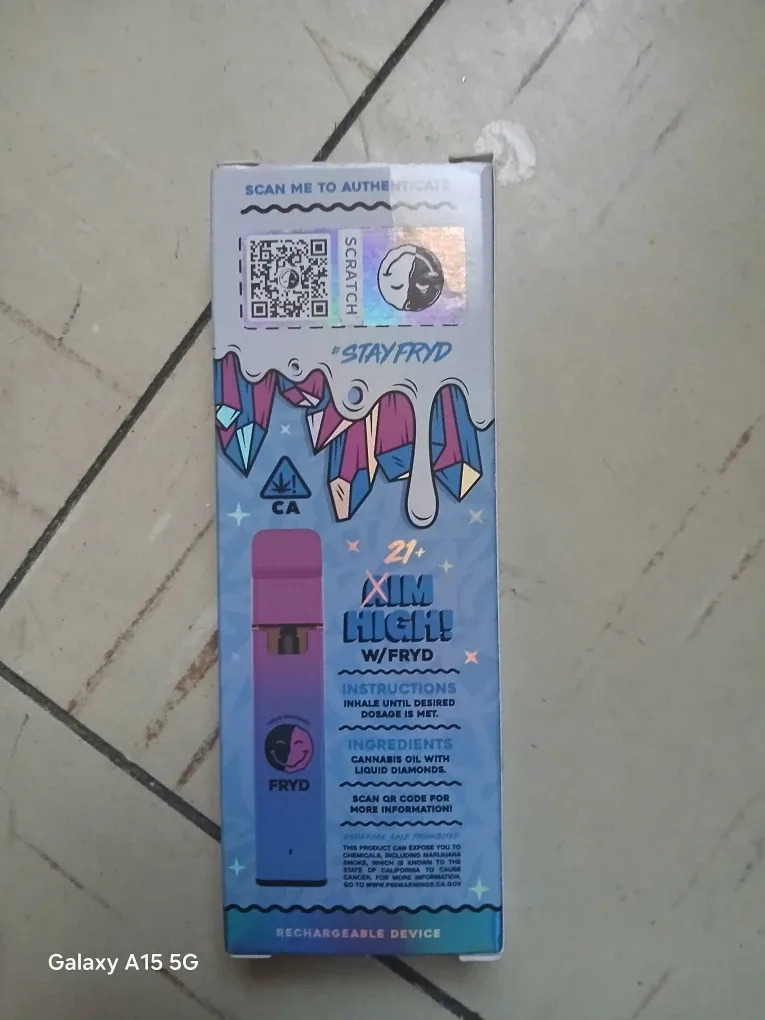 SCAN ME TO AUTHENTICATE
SCRATCH
#STAYFRYD
CA
21+
AIM
HIGH!
W/FRYD
INSTRUCTIONS
INHALE UNTIL DESIRED
DOSAGE IS MET.
INGREDIENTS
CANNABIS OIL WITH
LIQUID DIAMONDS.
FRYD
SCAN QR CODE FOR
MORE INFORMATION!
UNDERAGE SALE PROHIBITED
THIS PRODUCT CAN EXPOSE YOU TO
CHEMICALS, INCLUDING MARIJUANA
SMOKE, WHICH IS KNOWN TO THE
STATE OF CALIFORNIA TO CAUSE
CANCER. FOR MORE INFORMATION,
GO TO WWW.P65WARNINGS.CA.GOV
RECHARGEABLE DEVICE
Galaxy A15 5G